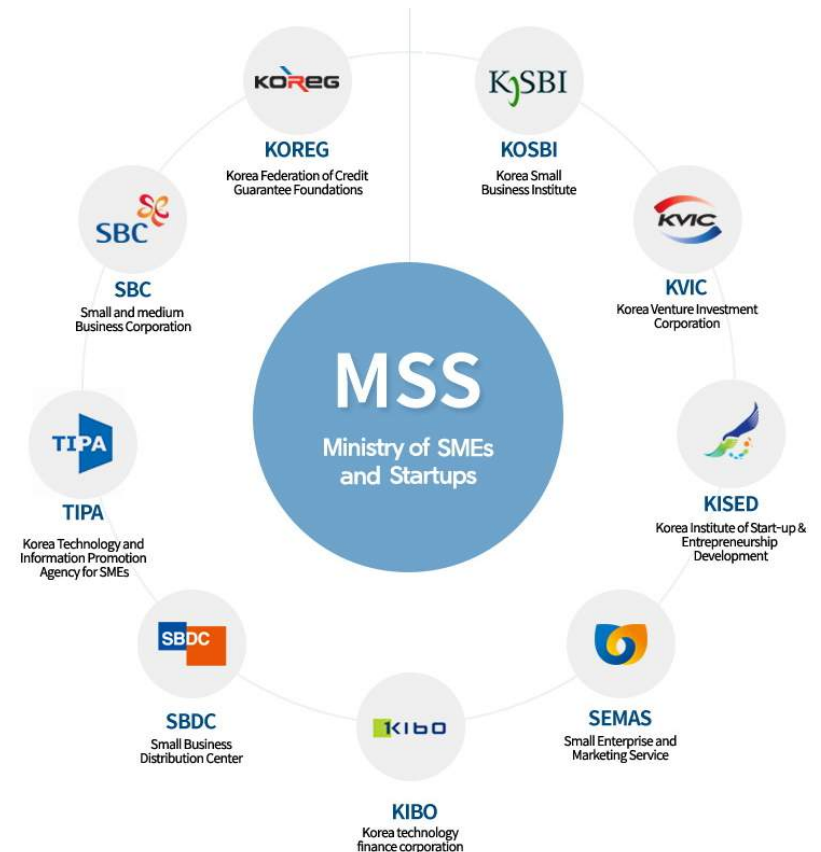 KOREG
KOREG
Korea Federation of Credit
Guarantee Foundations
KOSBI
KOSBI
Korea Small
Business Institute
SBC
SBC
Small and medium
Business Corporation
KVIC
KVIC
Korea Venture Investment
Corporation
MSS
Ministry of SMEs
and Startups
TIPA
TIPA
Korea Technology and
Information Promotion
Agency for SMEs
KISED
Korea Institute of Start-up &
Entrepreneurship
Development
SBDC
SBDC
Small Business
Distribution Center
SEMAS
Small Enterprise and
Marketing Service
KIBO
KIBO
Korea technology
finance corporation